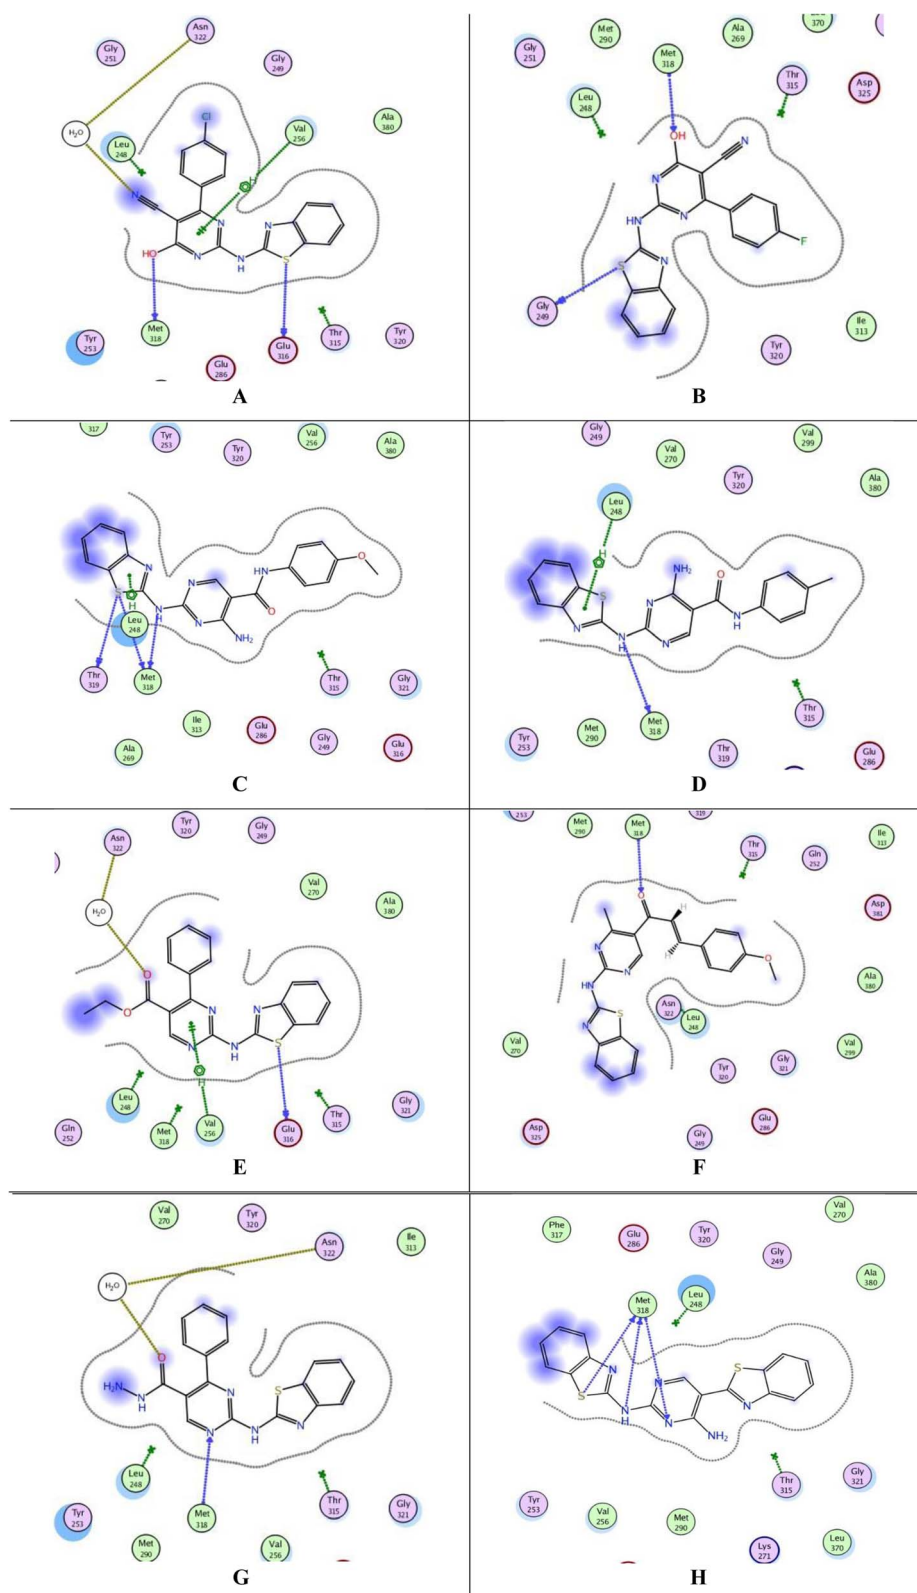 Asn
322
Gly
251
Gly
249
H₂O
Cl
Leu
248
Val
256
Ala
380
H
N
N
HO
N
N
H
N
S
Tyr
253
Met
318
Glu
286
Glu
316
Thr
315
Tyr
320
A
370
Met
290
Ala
269
Gly
251
Met
318
Thr
315
Asp
325
Leu
248
OH
N
N
HN
N
N
F
S
Gly
249
Tyr
320
Ile
313
B
317
Tyr
253
Tyr
320
Val
256
Ala
380
N
S
H
N
H
N
N
NH
O
O
NH₂
Leu
248
Thr
319
Met
318
Thr
315
Gly
321
Ile
313
Glu
286
Gly
249
Glu
316
Ala
269
C
Gly
249
Val
270
Val
299
Tyr
320
Ala
380
Leu
248
H
S
N
N
H
N
N
NH₂
O
N
H
Tyr
253
Met
290
Met
318
Thr
319
Thr
315
Glu
286
D
Asn
322
Tyr
320
Gly
249
H₂O
Val
270
Ala
380
O
O
N
N
N
H
N
S
H
Leu
248
Gln
252
Met
318
Val
256
Glu
316
Thr
315
Gly
321
E
253
Met
290
Met
318
319
Thr
315
Gln
252
Ile
313
Asp
381
O
H
H
N
N
O
HN
S
N
Asn
322
Leu
248
Ala
380
Val
270
Val
299
Tyr
320
Gly
321
Asp
325
Gly
249
Glu
286
F
Val
270
Tyr
320
Asn
322
Ile
313
H₂O
O
H₂N
N
H
N
N
N
H
S
N
Leu
248
Tyr
253
Met
318
Met
290
Val
256
Thr
315
Gly
321
G
Val
270
Phe
317
Glu
286
Tyr
320
Gly
249
Ala
380
Met
318
Leu
248
N
S
N
H
N
N
NH₂
S
N
Tyr
253
Val
256
Met
290
Thr
315
Gly
321
Lys
271
Leu
370
H